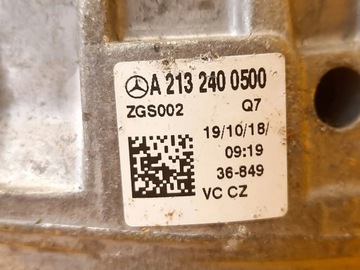 A 213 240 0500
ZGS002 Q7
19/10/18/
09:19
36-849
VC CZ